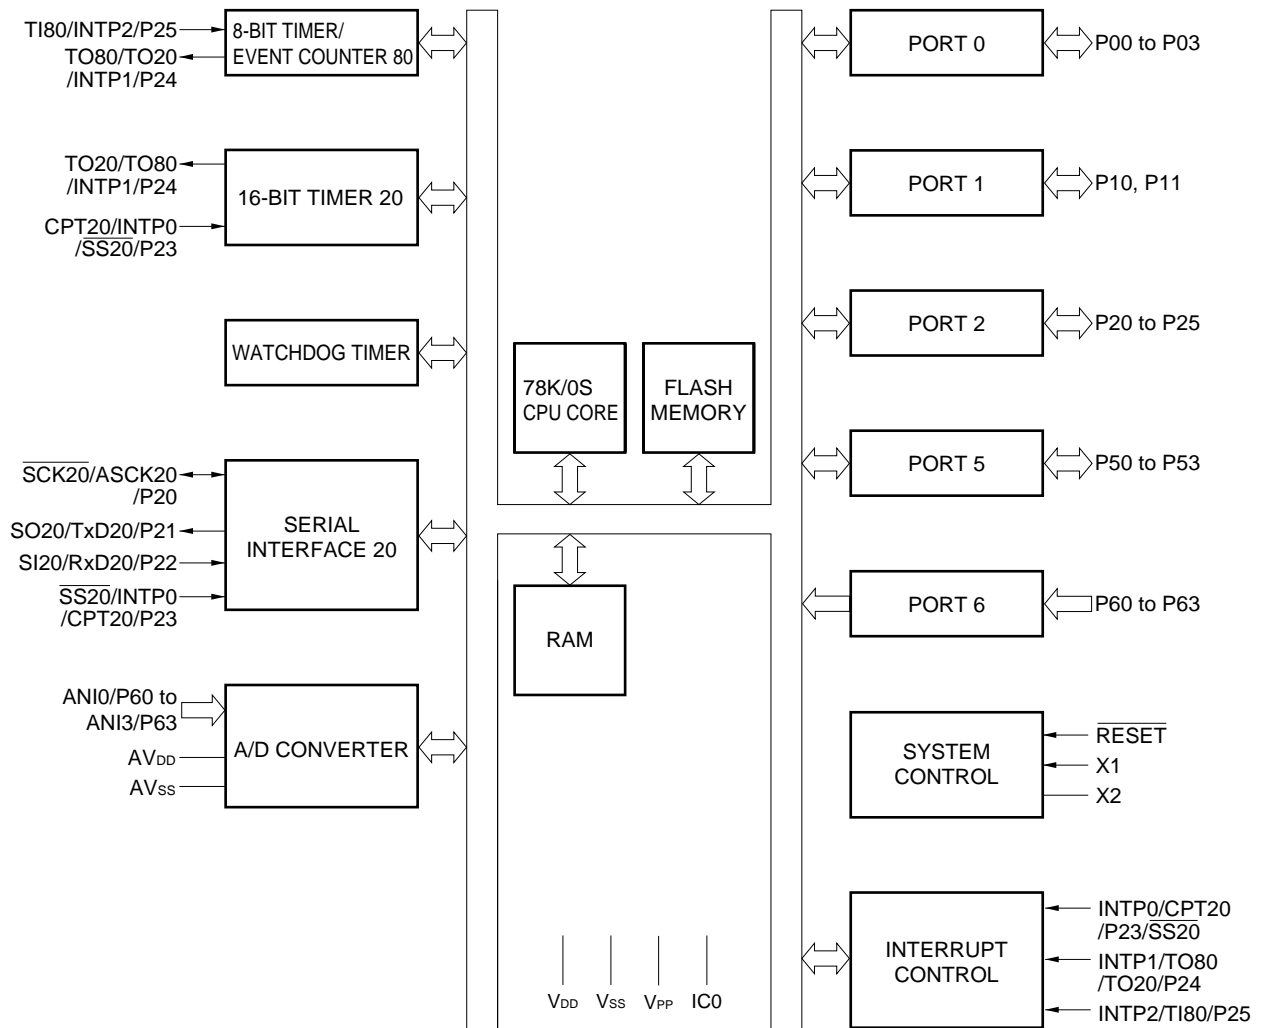 TI80/INTP2/P25
TO80/TO20
/INTP1/P24
8-BIT TIMER/
EVENT COUNTER 80
TO20/TO80
/INTP1/P24
CPT20/INTP0
/SS20/P23
16-BIT TIMER 20
WATCHDOG TIMER
SCK20/ASCK20
/P20
SO20/TxD20/P21
SI20/RxD20/P22
SS20/INTP0
/CPT20/P23
SERIAL
INTERFACE 20
ANI0/P60 to
ANI3/P63
AVDD
AVSS
A/D CONVERTER
78K/0S
CPU CORE
FLASH
MEMORY
RAM
VDD
VSS
VPP
IC0
PORT 0
P00 to P03
PORT 1
P10, P11
PORT 2
P20 to P25
PORT 5
P50 to P53
PORT 6
P60 to P63
SYSTEM
CONTROL
RESET
X1
X2
INTERRUPT
CONTROL
INTP0/CPT20
/P23/SS20
INTP1/TO80
/TO20/P24
INTP2/TI80/P25